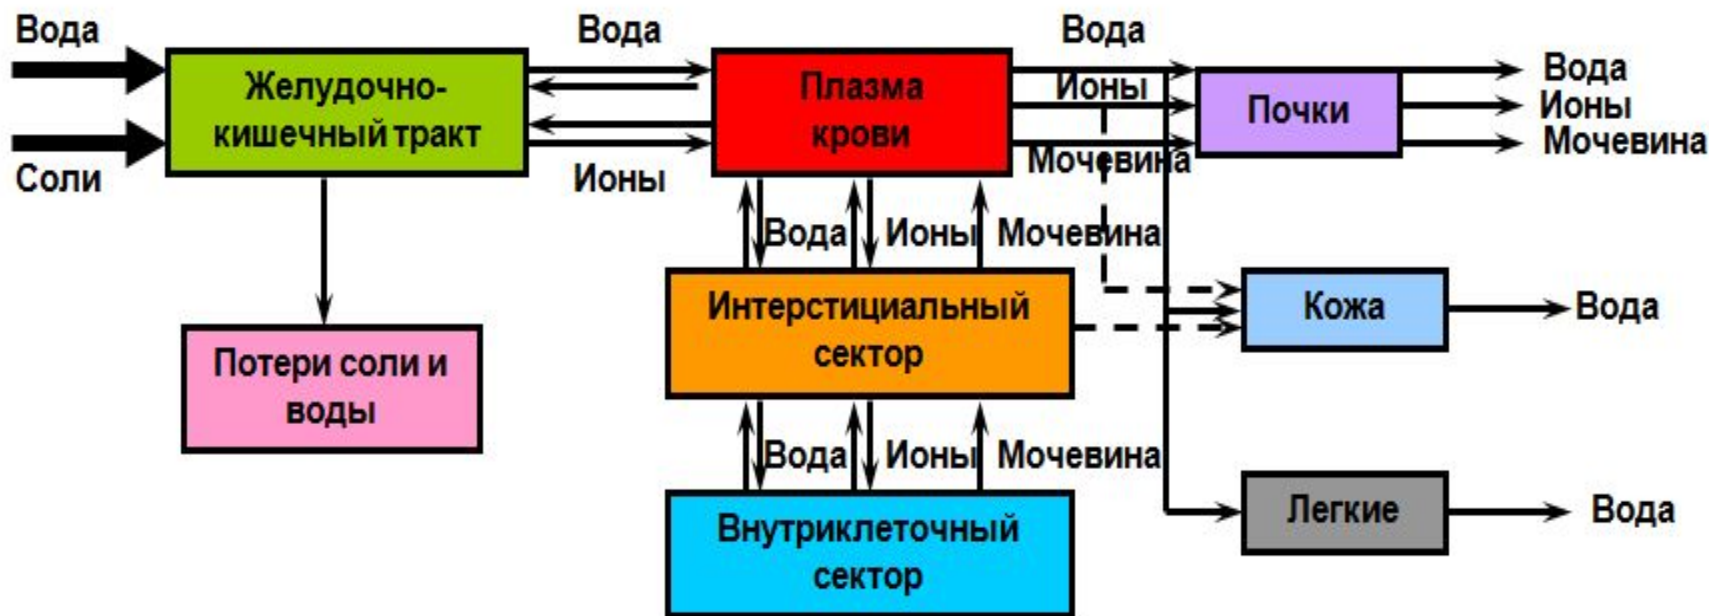 Вода
Вода
Вода
Желудочно-
кишечный тракт
Плазма
крови
Ионы
Почки
Вода
Ионы
Мочевина
Соли
Ионы
Мочевина
Вода
Ионы
Мочевина
Интерстициальный
сектор
Кожа
Вода
Потери соли и
воды
Вода
Ионы
Мочевина
Внутриклеточный
сектор
Легкие
Вода